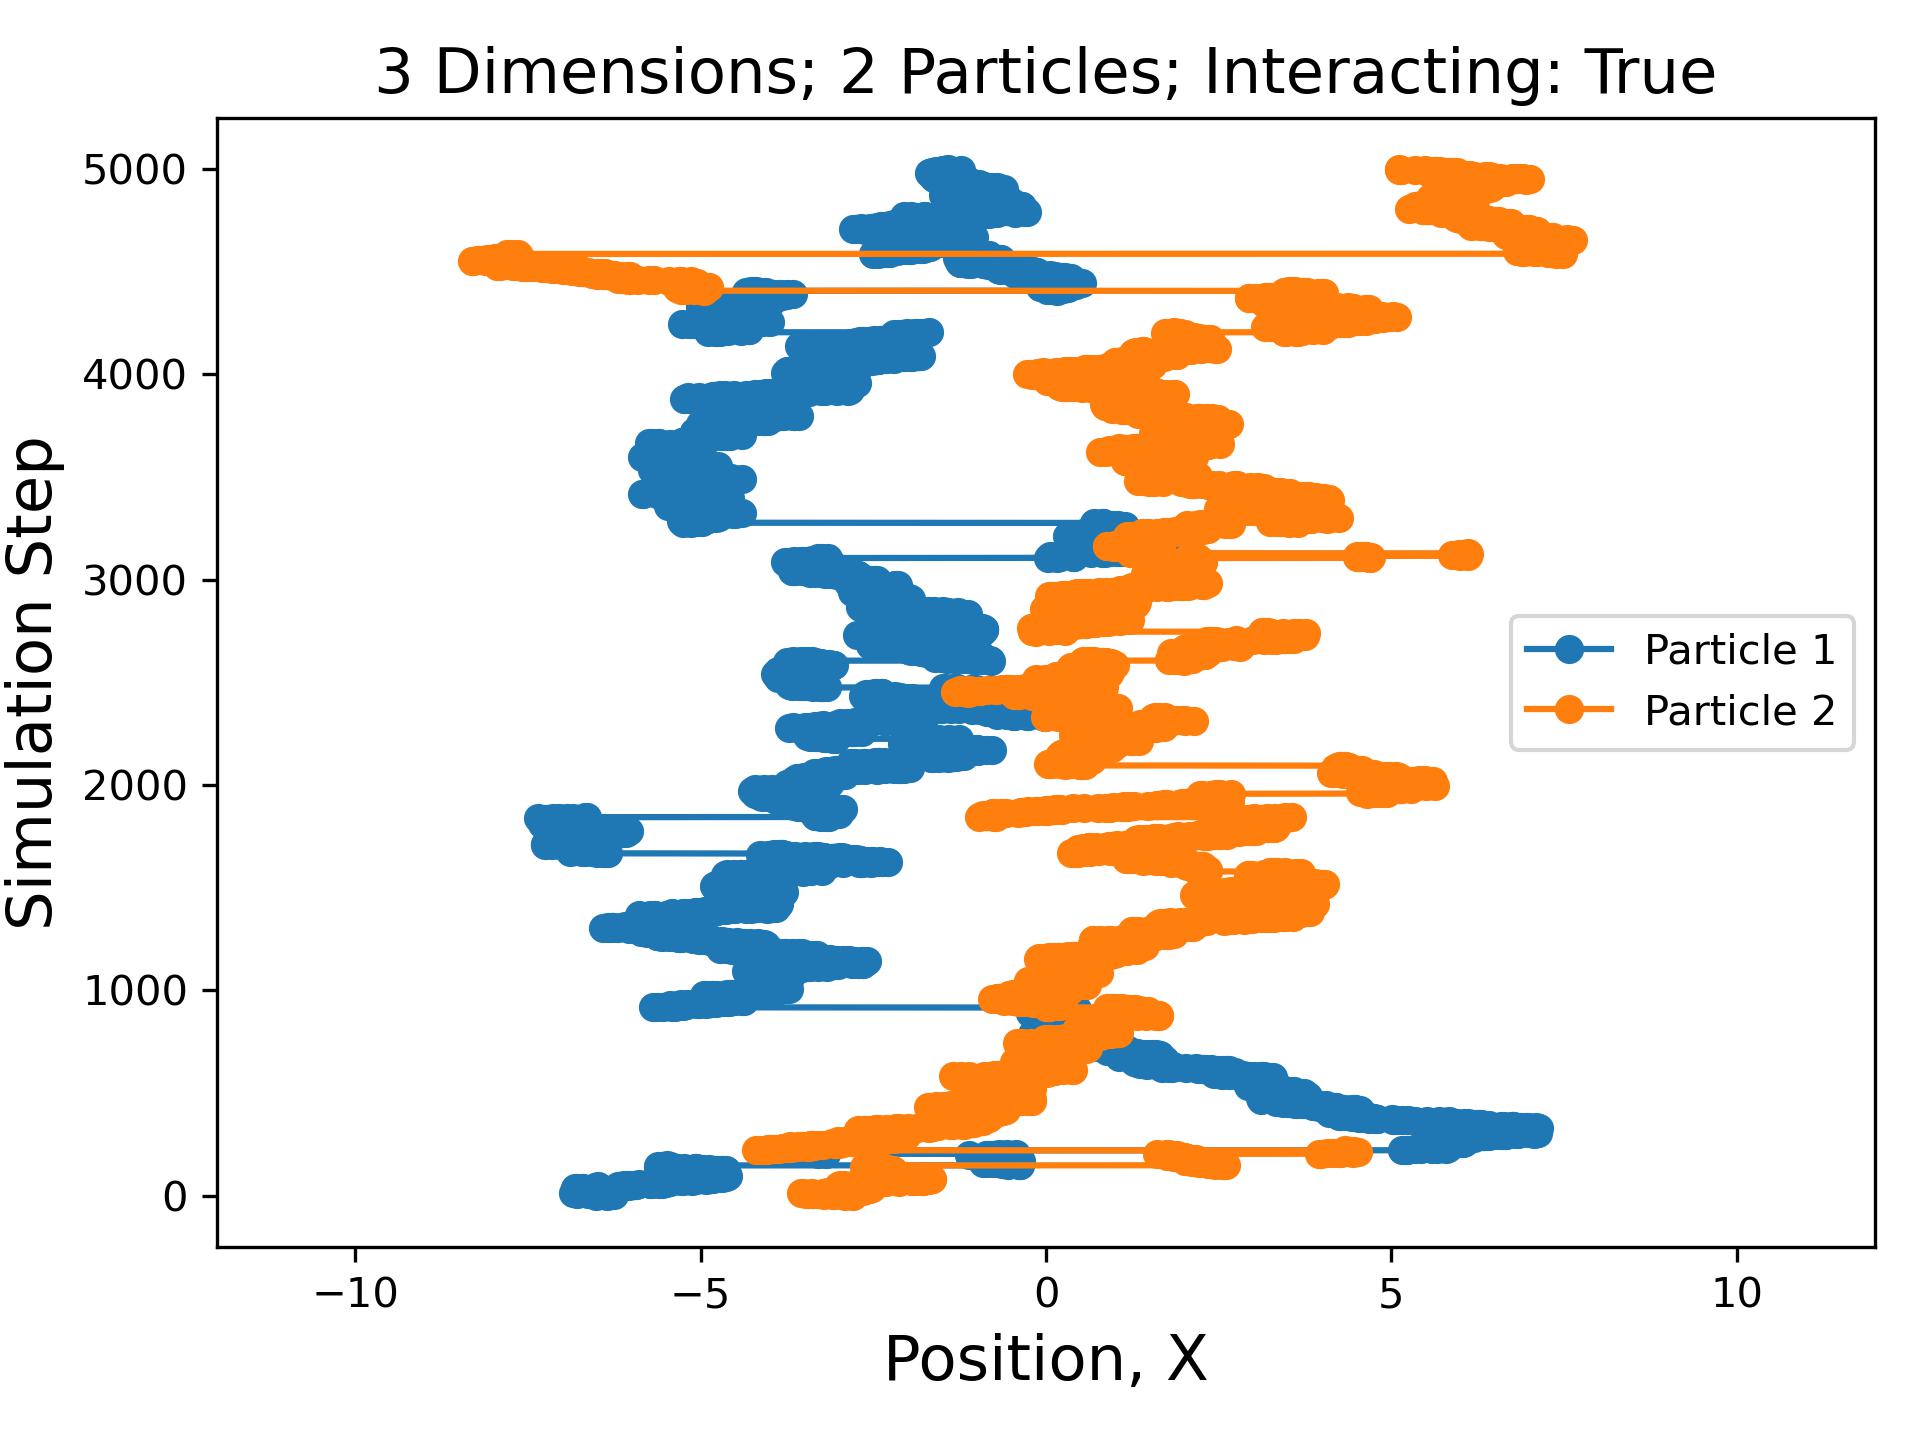 3 Dimensions; 2 Particles; Interacting: True
Simulation Step
5000
4000
3000
2000
1000
0
Particle 1
Particle 2
−10
−5
0
5
10
Position, X